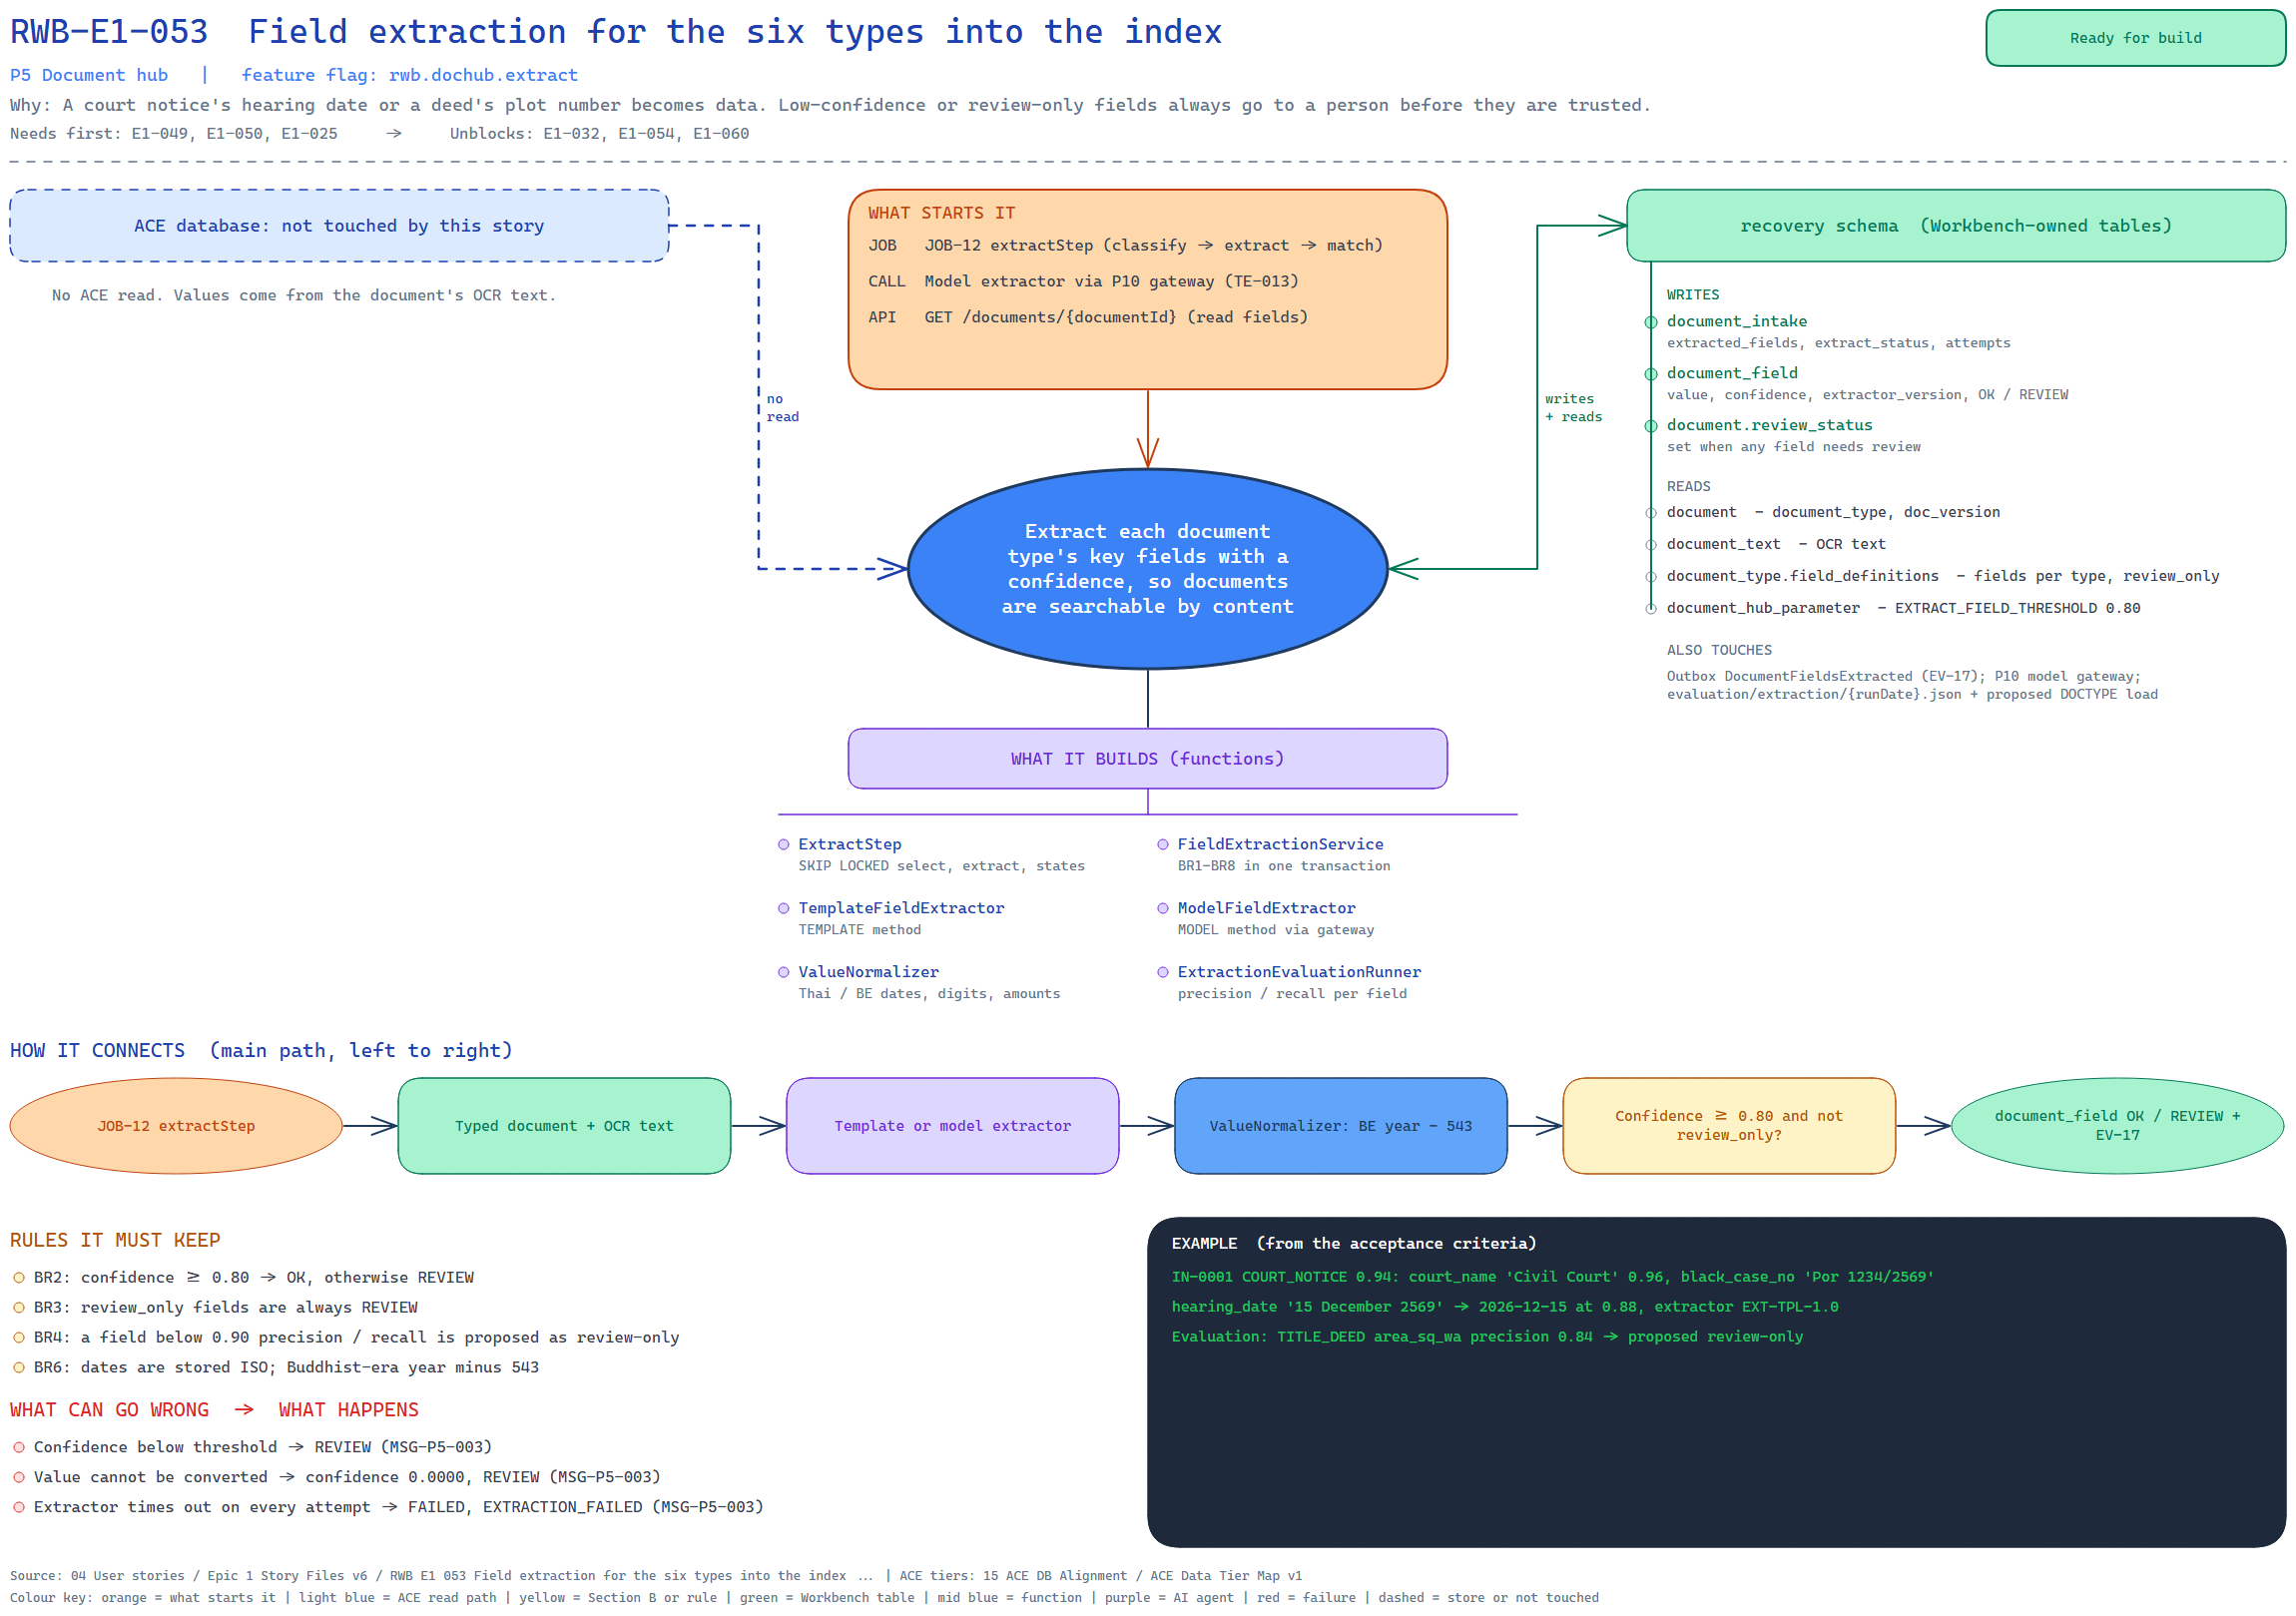 RWB-E1-053  Field extraction for the six types into the index
Ready for build
P5 Document hub | feature flag: rwb.dochub.extract
Why: A court notice's hearing date or a deed's plot number becomes data. Low-confidence or review-only fields always go to a person before they are trusted.
Needs first: E1-049, E1-050, E1-025 → Unblocks: E1-032, E1-054, E1-060
ACE database: not touched by this story
No ACE read. Values come from the document's OCR text.
no
read
WHAT STARTS IT
JOB JOB-12 extractStep (classify → extract → match)
CALL Model extractor via P10 gateway (TE-013)
API GET /documents/{documentId} (read fields)
writes
+ reads
recovery schema (Workbench-owned tables)
WRITES
document_intake
extracted_fields, extract_status, attempts
document_field
value, confidence, extractor_version, OK / REVIEW
document.review_status
set when any field needs review
READS
document - document_type, doc_version
document_text - OCR text
document_type.field_definitions - fields per type, review_only
document_hub_parameter - EXTRACT_FIELD_THRESHOLD 0.80
ALSO TOUCHES
Outbox DocumentFieldsExtracted (EV-17); P10 model gateway;
evaluation/extraction/{runDate}.json + proposed DOCTYPE load
Extract each document
type's key fields with a
confidence, so documents
are searchable by content
WHAT IT BUILDS (functions)
ExtractStep
SKIP LOCKED select, extract, states
FieldExtractionService
BR1-BR8 in one transaction
TemplateFieldExtractor
TEMPLATE method
ModelFieldExtractor
MODEL method via gateway
ValueNormalizer
Thai / BE dates, digits, amounts
ExtractionEvaluationRunner
precision / recall per field
HOW IT CONNECTS (main path, left to right)
JOB-12 extractStep
Typed document + OCR text
Template or model extractor
ValueNormalizer: BE year - 543
Confidence ≥ 0.80 and not
review_only?
document_field OK / REVIEW +
EV-17
RULES IT MUST KEEP
BR2: confidence ≥ 0.80 → OK, otherwise REVIEW
BR3: review_only fields are always REVIEW
BR4: a field below 0.90 precision / recall is proposed as review-only
BR6: dates are stored ISO; Buddhist-era year minus 543
WHAT CAN GO WRONG → WHAT HAPPENS
Confidence below threshold → REVIEW (MSG-P5-003)
Value cannot be converted → confidence 0.0000, REVIEW (MSG-P5-003)
Extractor times out on every attempt → FAILED, EXTRACTION_FAILED (MSG-P5-003)
EXAMPLE (from the acceptance criteria)
IN-0001 COURT_NOTICE 0.94: court_name 'Civil Court' 0.96, black_case_no 'Por 1234/2569'
hearing_date '15 December 2569' → 2026-12-15 at 0.88, extractor EXT-TPL-1.0
Evaluation: TITLE_DEED area_sq_wa precision 0.84 → proposed review-only
Source: 04 User stories / Epic 1 Story Files v6 / RWB E1 053 Field extraction for the six types into the index ... | ACE tiers: 15 ACE DB Alignment / ACE Data Tier Map v1
Colour key: orange = what starts it | light blue = ACE read path | yellow = Section B or rule | green = Workbench table | mid blue = function | purple = AI agent | red = failure | dashed = store or not touched